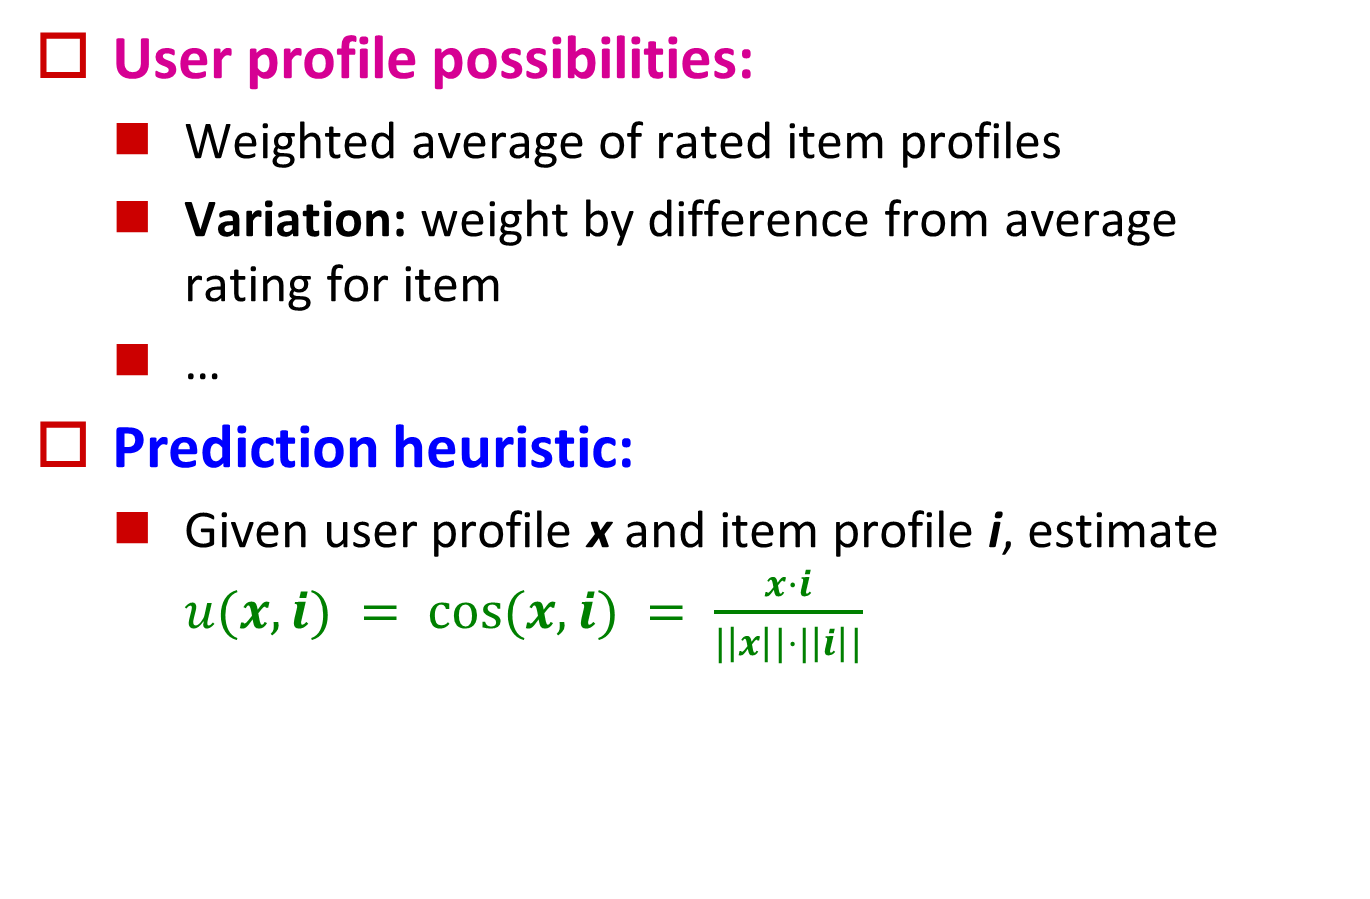 User profile possibilities:
Weighted average of rated item profiles
Variation: weight by difference from average
rating for item
…
Prediction heuristic:
Given user profile x and item profile i, estimate
u(x, i) = cos(x, i) = x·i / ||x||·||i||